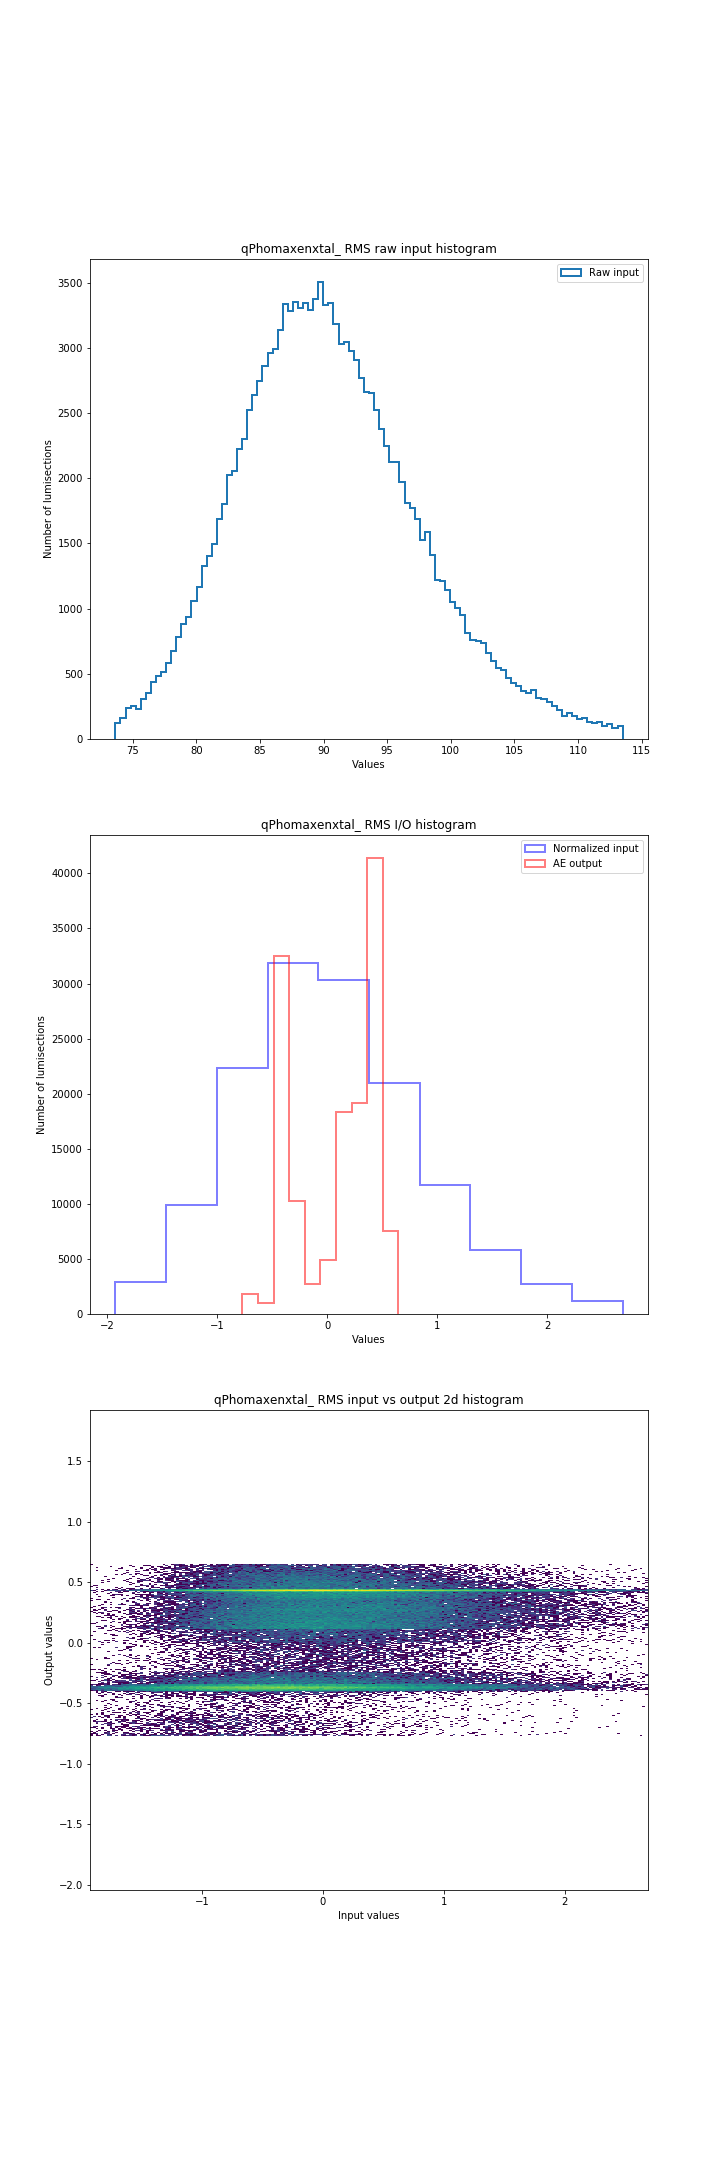 qPhomaxenxtal_ RMS raw input histogram
Raw input
3500
3000
2500
2000
1500
1000
500
0
Number of lumisections
75 80 85 90 95 100 105 110 115
Values
qPhomaxenxtal_ RMS I/O histogram
Normalized input
AE output
40000
35000
30000
25000
20000
15000
10000
5000
0
Number of lumisections
−2 −1 0 1 2
Values
qPhomaxenxtal_ RMS input vs output 2d histogram
1.5
1.0
0.5
0.0
−0.5
−1.0
−1.5
−2.0
Output values
−1 0 1 2
Input values